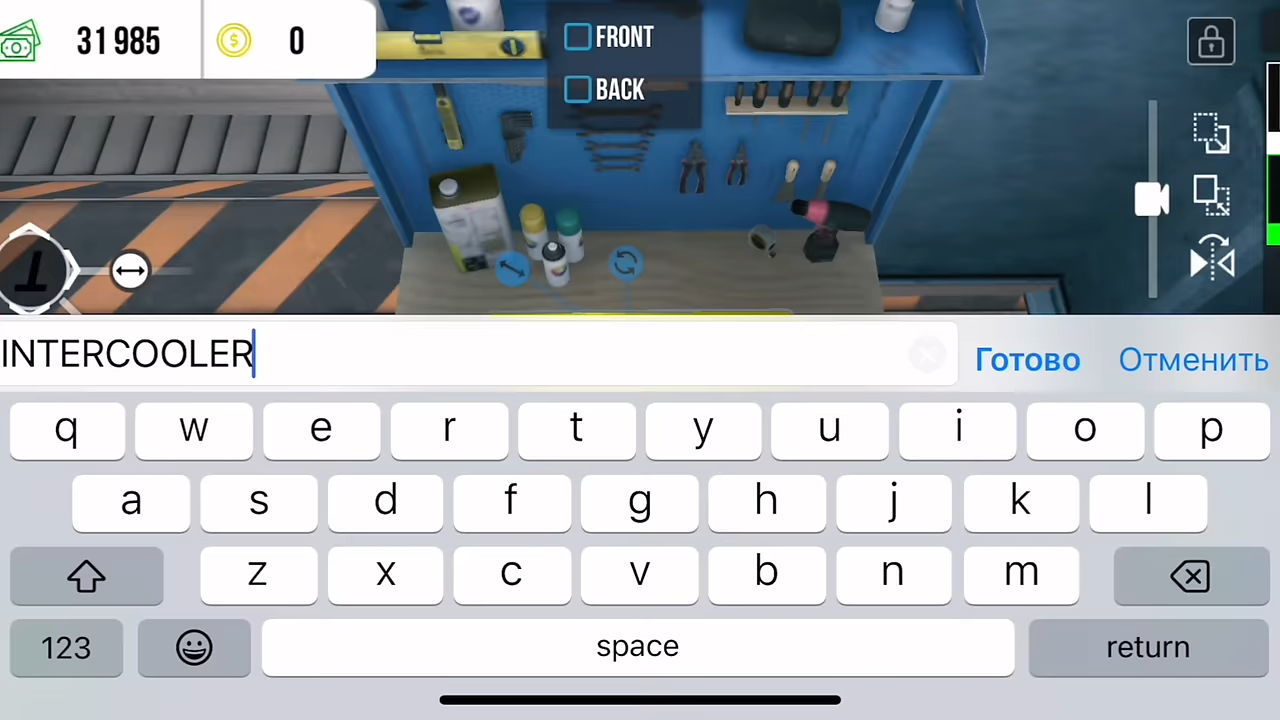 31 985
0
FRONT
BACK
INTERCOOLER
Готово
Отменить
q w e r t y u i o p
a s d f g h j k l
z x c v b n m
123
space
return